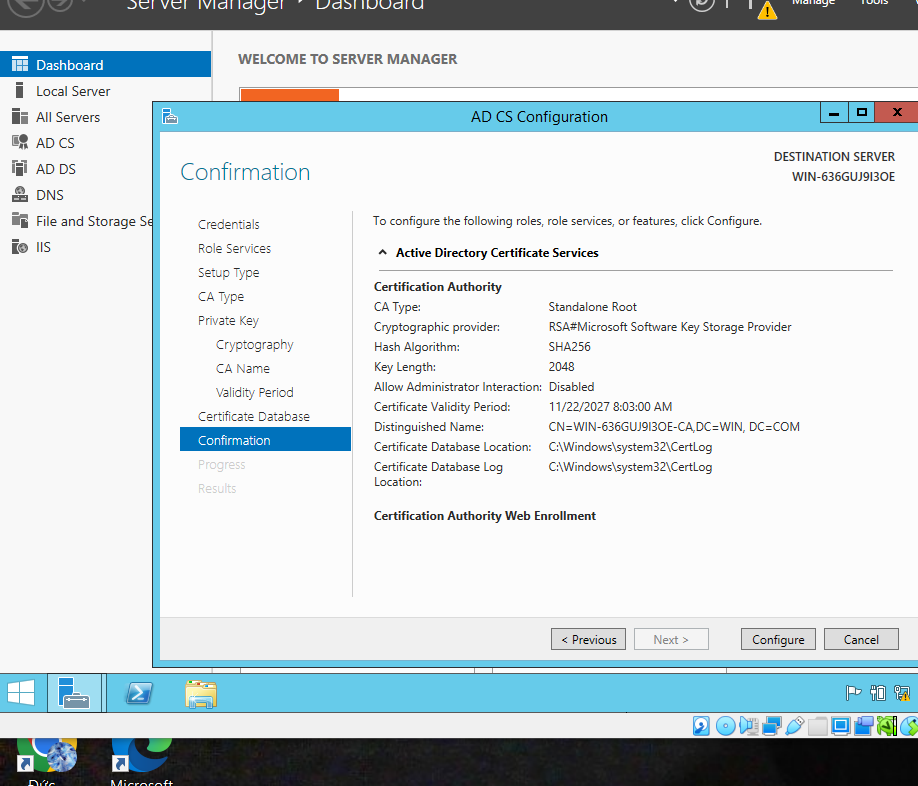 Server Manager ‣ Dashboard
Manage
Tools
Dashboard
Local Server
All Servers
AD CS
AD DS
DNS
File and Storage Se
IIS
WELCOME TO SERVER MANAGER
AD CS Configuration
Confirmation
DESTINATION SERVER
WIN-636GUJ9I3OE
Credentials
Role Services
Setup Type
CA Type
Private Key
Cryptography
CA Name
Validity Period
Certificate Database
Confirmation
Progress
Results
To configure the following roles, role services, or features, click Configure.
Active Directory Certificate Services
Certification Authority
CA Type: Standalone Root
Cryptographic provider: RSA#Microsoft Software Key Storage Provider
Hash Algorithm: SHA256
Key Length: 2048
Allow Administrator Interaction: Disabled
Certificate Validity Period: 11/22/2027 8:03:00 AM
Distinguished Name: CN=WIN-636GUJ9I3OE-CA,DC=WIN, DC=COM
Certificate Database Location: C:\Windows\system32\CertLog
Certificate Database Log Location: C:\Windows\system32\CertLog
Certification Authority Web Enrollment
< Previous
Next >
Configure
Cancel
Đức
Microsoft